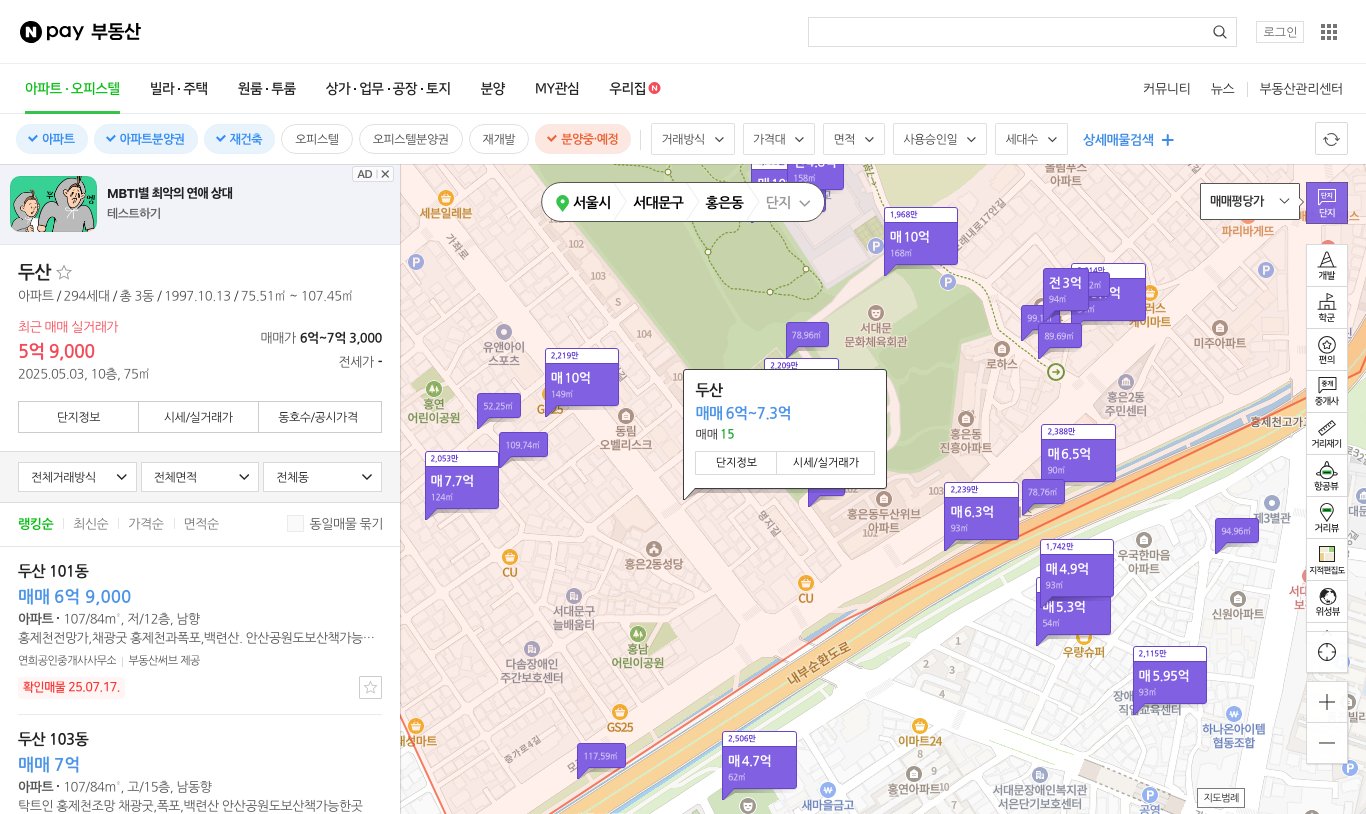 N pay 부동산
로그인
아파트·오피스텔
빌라·주택
원룸·투룸
상가·업무·공장·토지
분양
MY관심
우리집 N
커뮤니티
뉴스
부동산관리센터
아파트
아파트분양권
재건축
오피스텔
오피스텔분양권
재개발
분양중·예정
거래방식
가격대
면적
사용승인일
세대수
상세매물검색
AD
MBTI별 최악의 연애 상대
테스트하기
두산
아파트 / 294세대 / 총 3동 / 1997.10.13 / 75.51㎡ ~ 107.45㎡
최근 매매 실거래가
5억 9,000
2025.05.03, 10층, 75㎡
매매가 6억~7억 3,000
전세가 -
단지정보
시세/실거래가
동호수/공시가격
전체거래방식
전체면적
전체동
랭킹순
최신순
가격순
면적순
동일매물 묶기
두산 101동
매매 6억 9,000
아파트 · 107/84㎡, 저/12층, 남향
홍제천전망가,채광굿 홍제천과폭포,백련산. 안산공원도보산책가능…
연희공인중개사사무소
부동산써브 제공
확인매물 25.07.17.
두산 103동
매매 7억
아파트 · 107/84㎡, 고/15층, 남동향
탁트인 홍제천조망 채광굿,폭포,백련산 안산공원도보산책가능한곳
서울시
서대문구
홍은동
단지
매매평당가
단지
개발
학군
편의
중개
중개사
거리재기
항공뷰
거리뷰
지적편집도
위성뷰
지도범례
158㎡
세븐일레븐
가좌로
102
103
S
104
P
1,968만
매 10억
168㎡
아파트
파리바게뜨
전 3억
94㎡
89.69㎡
78.96㎡
서대문
문화체육회관
로하스
미주아파트
유앤아이
스포츠
2,219만
매 10억
149㎡
2,209만
홍연
어린이공원
52.25㎡
GS25
동림
오벨리스크
109.74㎡
2,053만
매 7.7억
124㎡
두산
매매 6억~7.3억
매매 15
단지정보
시세/실거래가
홍은2동
주민센터
홍은동
진흥아파트
홍제천고가교
2,388만
매 6.5억
90㎡
78.76㎡
2,239만
매 6.3억
93㎡
홍은동두산위브
아파트
101
명지길
제3별관
94.96㎡
홍은2동성당
CU
CU
1,742만
매 4.9억
93㎡
매 5.3억
54㎡
우국한마음
아파트
신원아파트
서대문구
늘배움터
홍남
어린이공원
다솜장애인
주간보호센터
내부순환도로
우량슈퍼
1
2
3
4
2,115만
매 5.95억
93㎡
하나온아이템
협동조합
GS25
증가로4길
117.59㎡
2,506만
매 4.7억
62㎡
이마트24
8
9
10
홍연아파트
서대문장애인복지관
서은단기보호센터
새마을금고